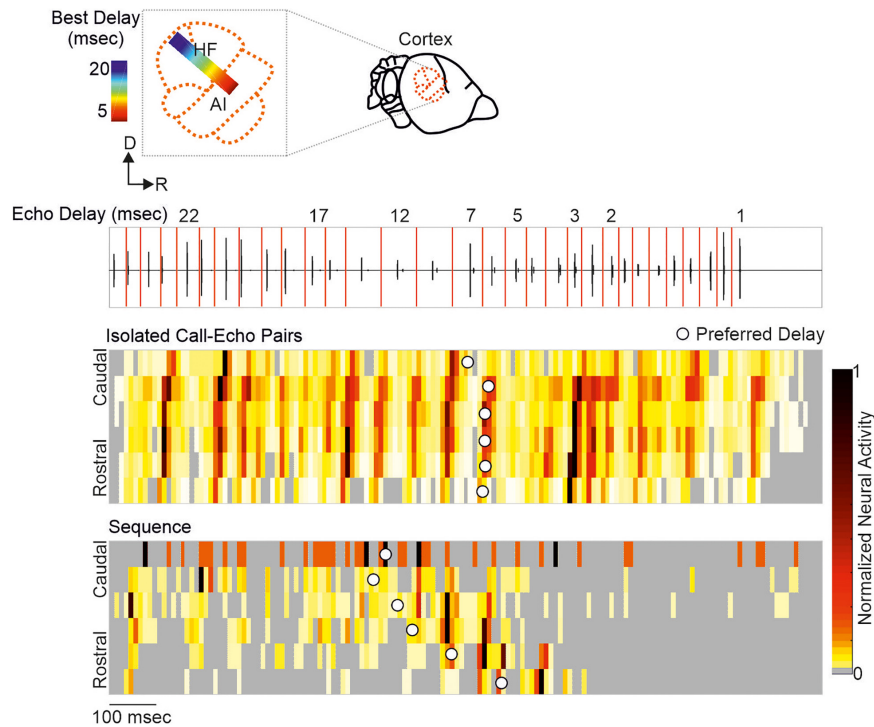 Best Delay
(msec)
20
5
HF
AI
D
R
Cortex
Echo Delay (msec) 22 17 12 7 5 3 2 1
Isolated Call-Echo Pairs
Preferred Delay
Caudal
Rostral
Sequence
Caudal
Rostral
1
Normalized Neural Activity
0
100 msec